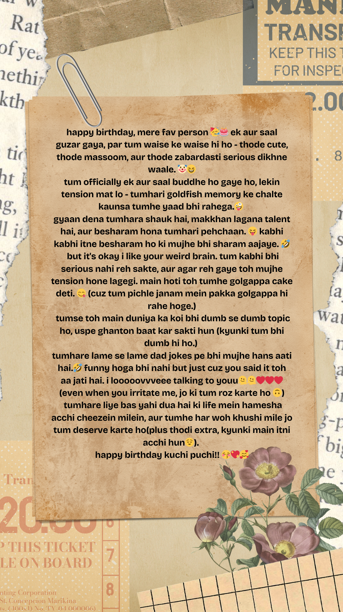 Rat
of yea
nethin
kth
MAN
TRANSP
KEEP THIS T
FOR INSPE
2.00
8
happy birthday, mere fav person🥰🫶 ek aur saal
guzar gaya, par tum waise ke waise hi ho - thode cute,
thode massoom, aur thode zabardasti serious dikhne
waale.🤡😆
tum officially ek aur saal buddhe ho gaye ho, lekin
tension mat lo - tumhari goldfish memory ke chalte
kaunsa tumhe yaad bhi rahega.🤪
gyaan dena tumhara shauk hai, makkhan lagana talent
hai, aur besharam hona tumhari pehchaan. 😝 kabhi
kabhi itne besharam ho ki mujhe bhi sharam aajaye. 🤣
but it's okay i like your weird brain. tum kabhi bhi
serious nahi reh sakte, aur agar reh gaye toh mujhe
tension hone lagegi. main hoti toh tumhe golgappa cake
deti. 😋 (cuz tum pichle janam mein pakka golgappa hi
rahe hoge.)
tumse toh main duniya ka koi bhi dumb se dumb topic
ho, uspe ghanton baat kar sakti hun (kyunki tum bhi
dumb hi ho.)
tumhare lame se lame dad jokes pe bhi mujhe hans aati
hai.🤣 funny hoga bhi nahi but just cuz you said it toh
aa jati hai. i looooovvveee talking to youu🫠🫠❤️❤️❤️
(even when you irritate me, jo ki tum roz karte ho 🙃)
tumhare liye bas yahi dua hai ki life mein hamesha
acchi cheezein milein, aur tumhe har woh khushi mile jo
tum deserve karte ho(plus thodi extra, kyunki main itni
acchi hun😌).
happy birthday kuchi puchi!! 🥳💖🥰
Tran
20.00
P THIS TICKET
LE ON BOARD
6
7
8